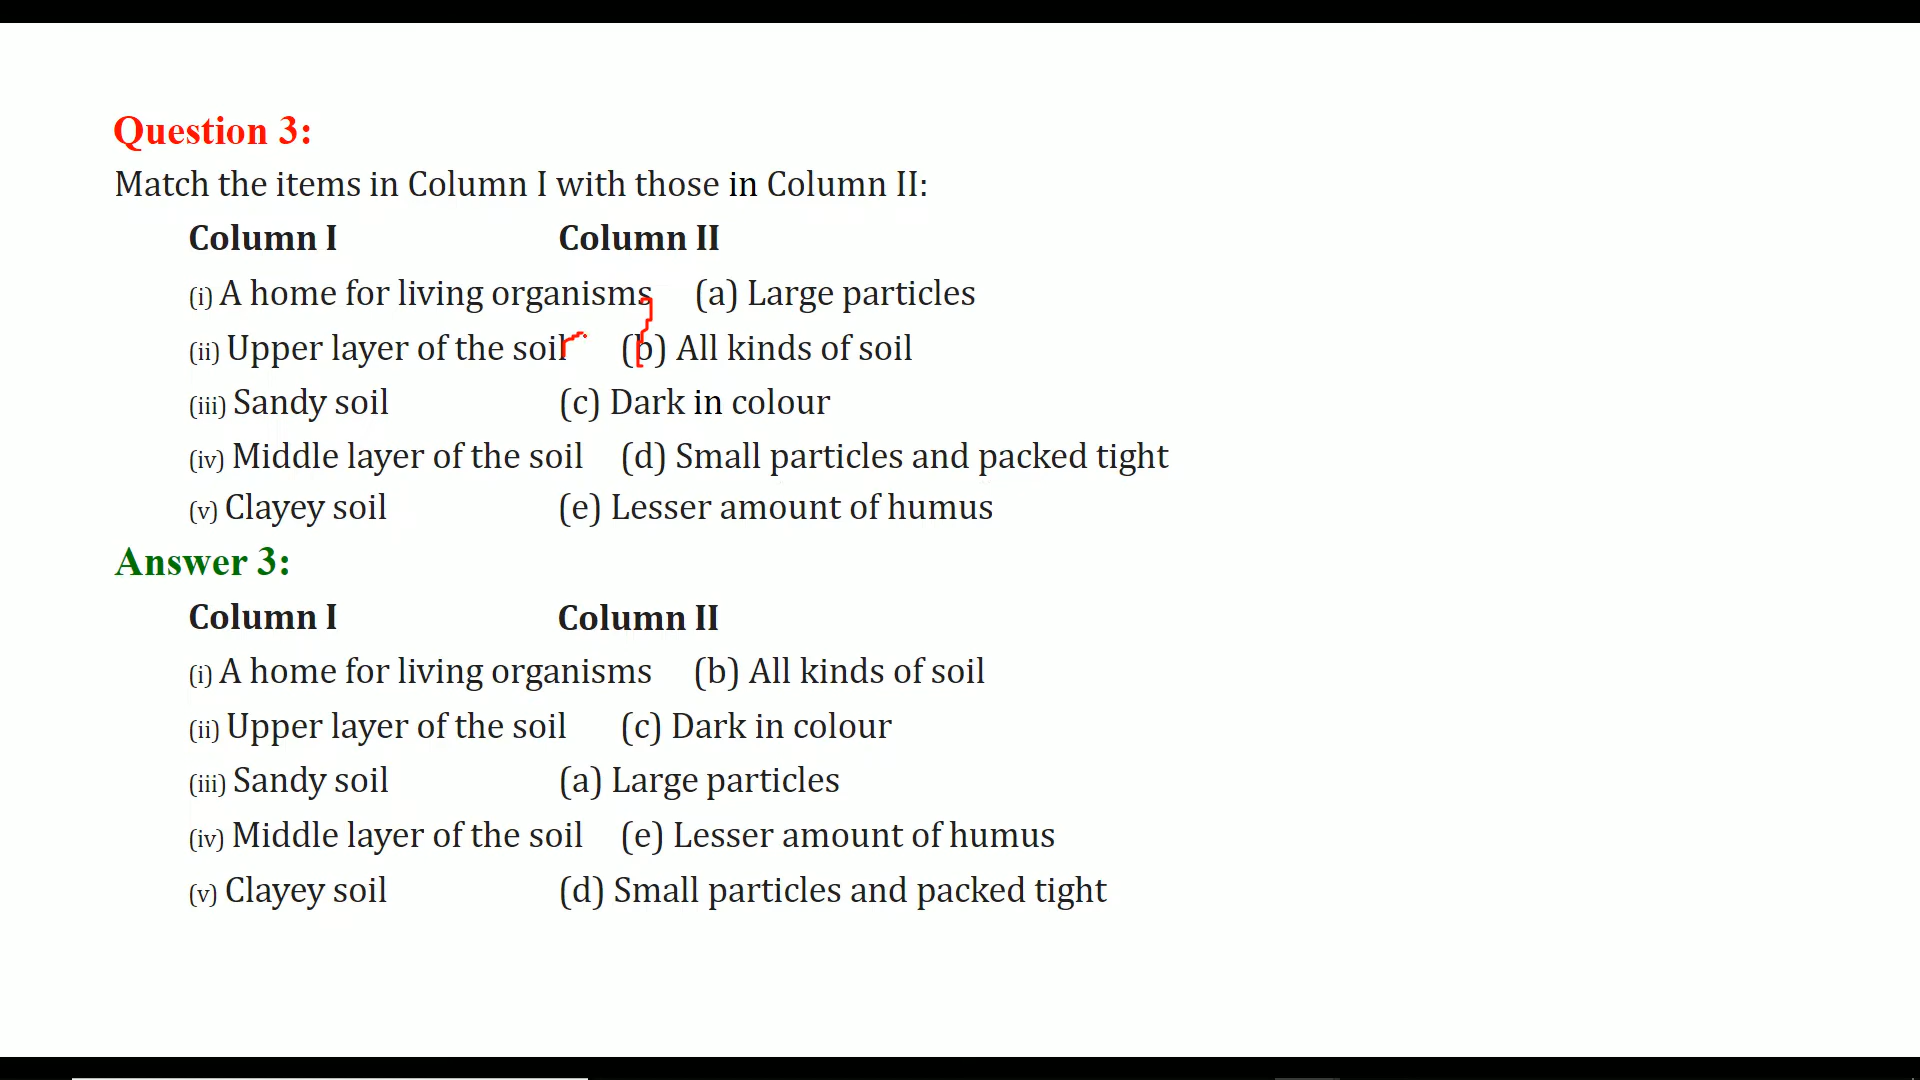 Question 3:
Match the items in Column I with those in Column II:
Column I Column II
(i) A home for living organisms (a) Large particles
(ii) Upper layer of the soil (b) All kinds of soil
(iii) Sandy soil (c) Dark in colour
(iv) Middle layer of the soil (d) Small particles and packed tight
(v) Clayey soil (e) Lesser amount of humus
Answer 3:
Column I Column II
(i) A home for living organisms (b) All kinds of soil
(ii) Upper layer of the soil (c) Dark in colour
(iii) Sandy soil (a) Large particles
(iv) Middle layer of the soil (e) Lesser amount of humus
(v) Clayey soil (d) Small particles and packed tight